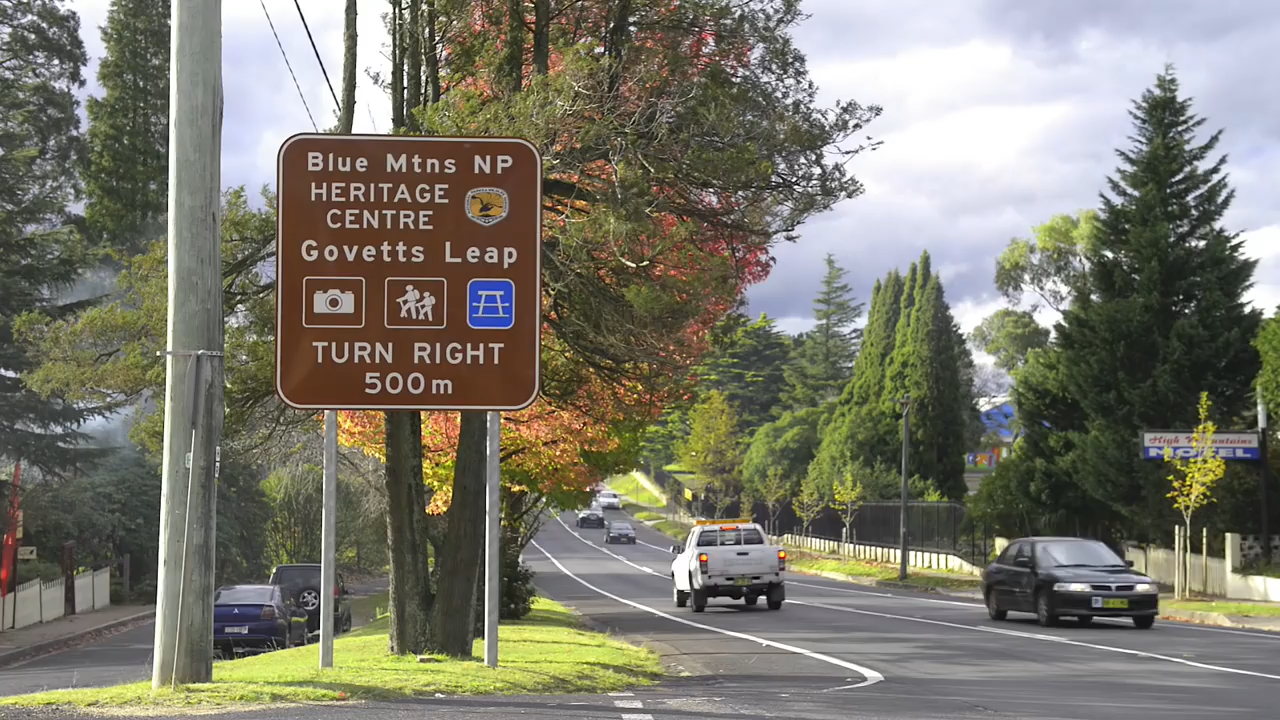 Blue Mtns NP
HERITAGE
CENTRE
Govetts Leap
TURN RIGHT
500m
High Mountains
MOTEL